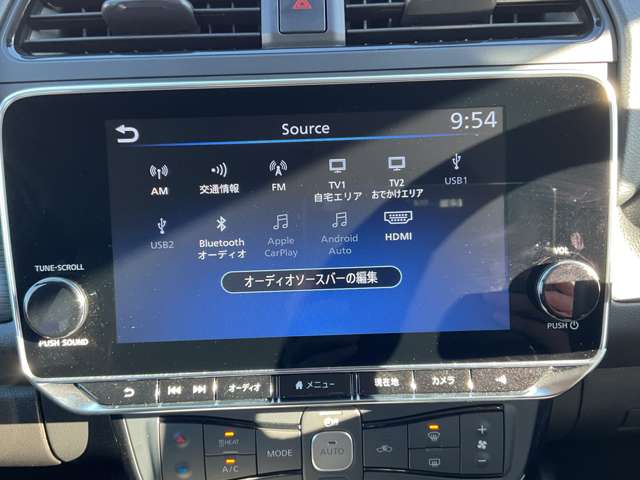 Source
9:54
AM
交通情報
FM
TV1
自宅エリア
TV2
おでかけエリア
USB1
USB2
Bluetooth
オーディオ
Apple
CarPlay
Android
Auto
HDMI
オーディオソースバーの編集
TUNE-SCROLL
PUSH SOUND
VOL
PUSH
オーディオ
メニュー
現在地
カメラ
HEAT
A/C
MODE
AUTO